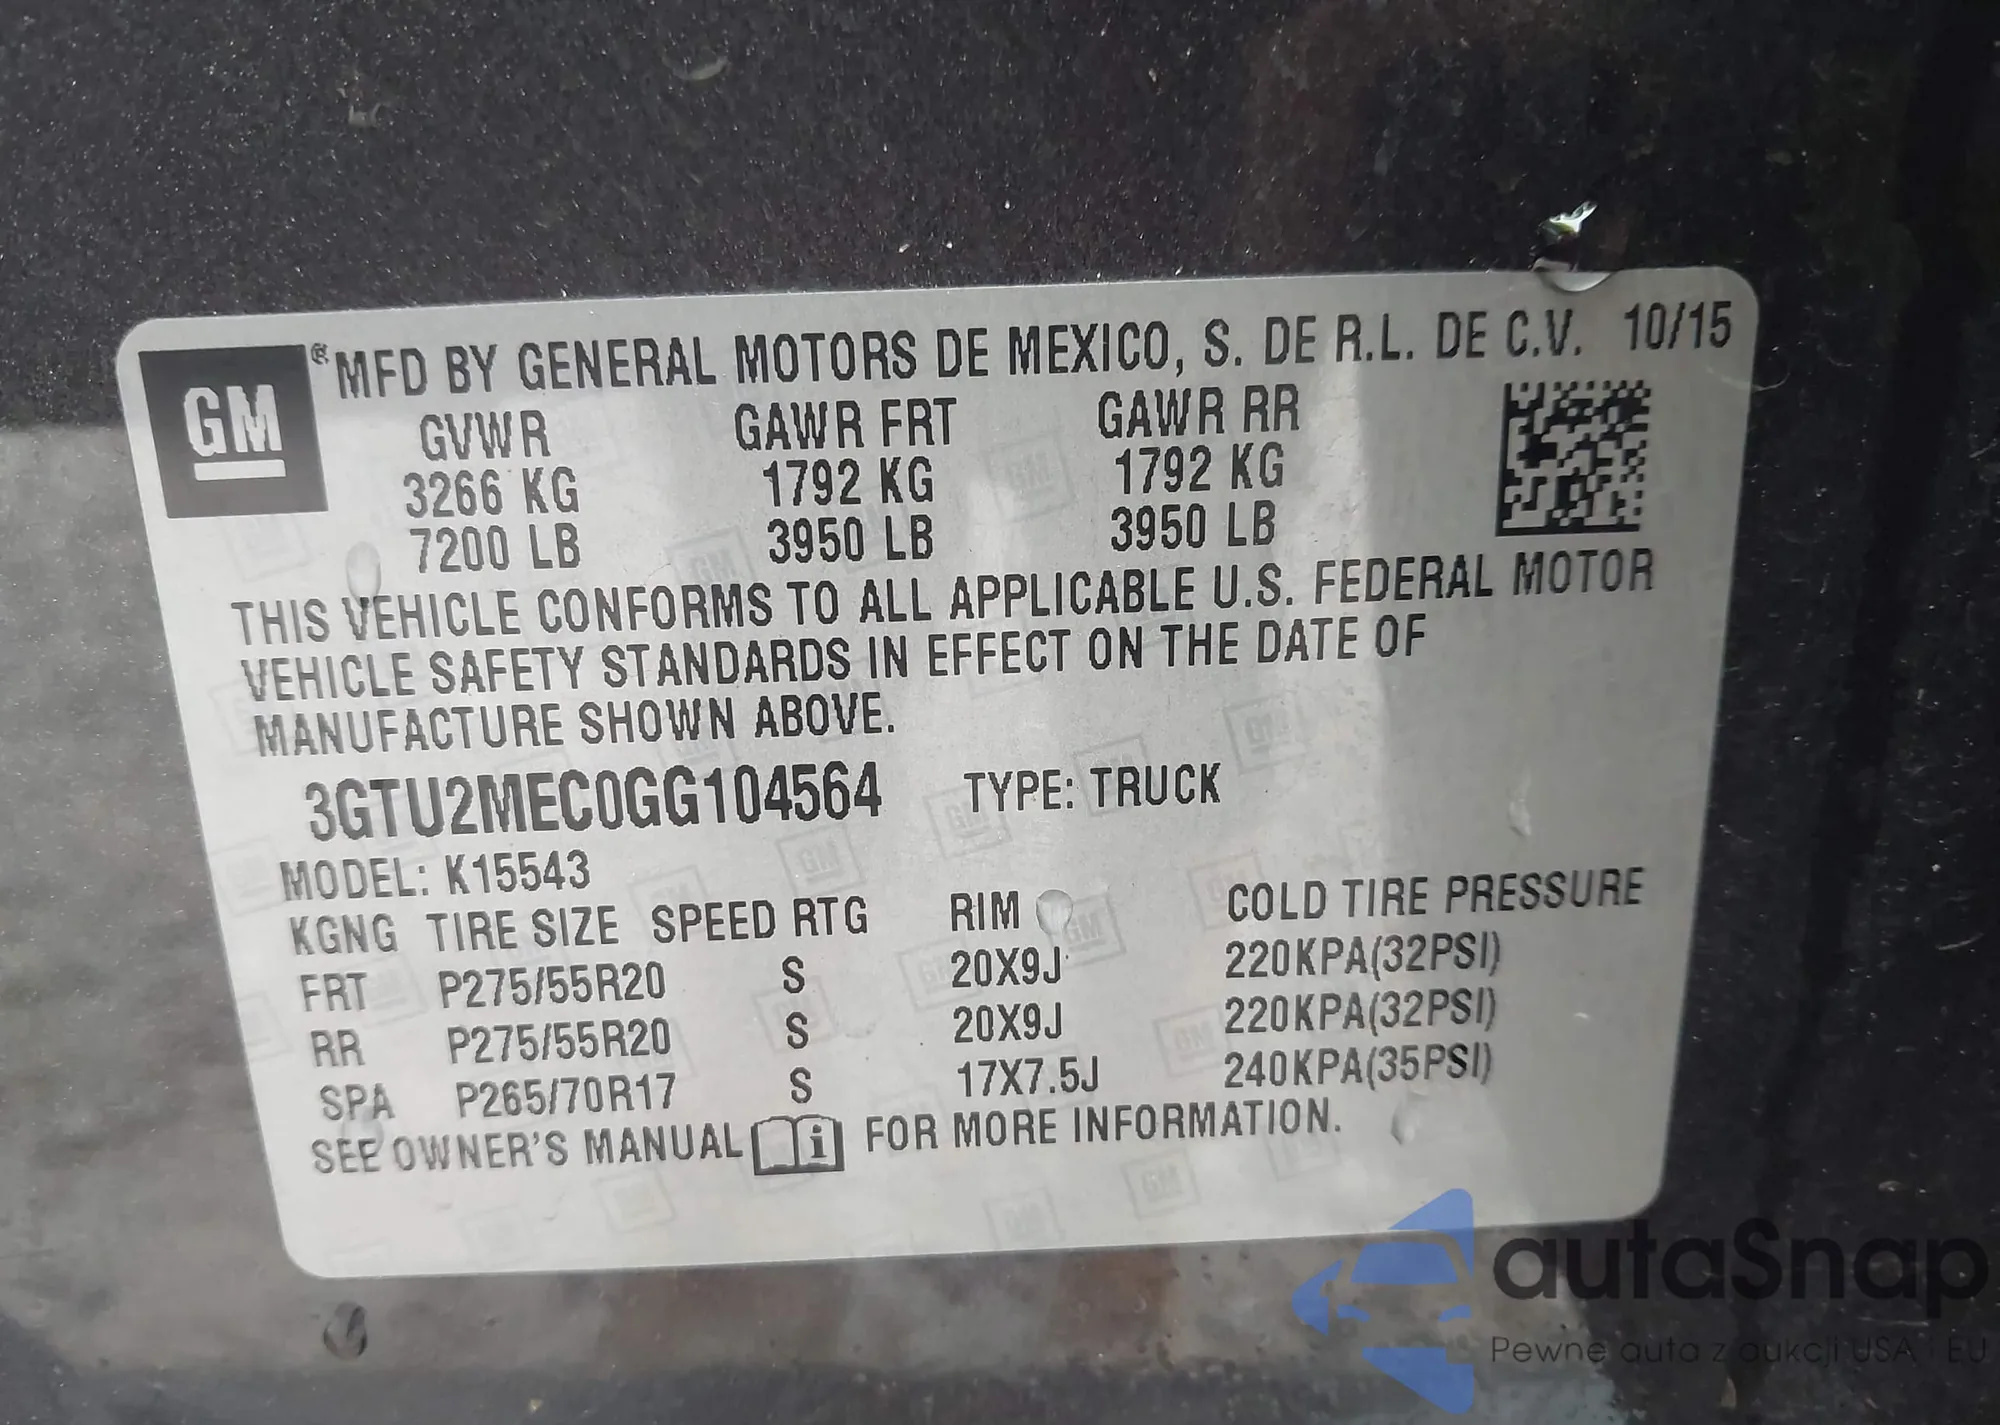 GM ® MFD BY GENERAL MOTORS DE MEXICO, S. DE R.L. DE C.V. 10/15
GVWR GAWR FRT GAWR RR
3266 KG 1792 KG 1792 KG
7200 LB 3950 LB 3950 LB
THIS VEHICLE CONFORMS TO ALL APPLICABLE U.S. FEDERAL MOTOR
VEHICLE SAFETY STANDARDS IN EFFECT ON THE DATE OF
MANUFACTURE SHOWN ABOVE.
3GTU2MEC0GG104564 TYPE: TRUCK
MODEL: K15543
KGNG TIRE SIZE SPEED RTG RIM COLD TIRE PRESSURE
FRT P275/55R20 S 20X9J 220KPA(32PSI)
RR P275/55R20 S 20X9J 220KPA(32PSI)
SPA P265/70R17 S 17X7.5J 240KPA(35PSI)
SEE OWNER'S MANUAL i FOR MORE INFORMATION.
autaSnap
Pewne auta z aukcji USA · EU